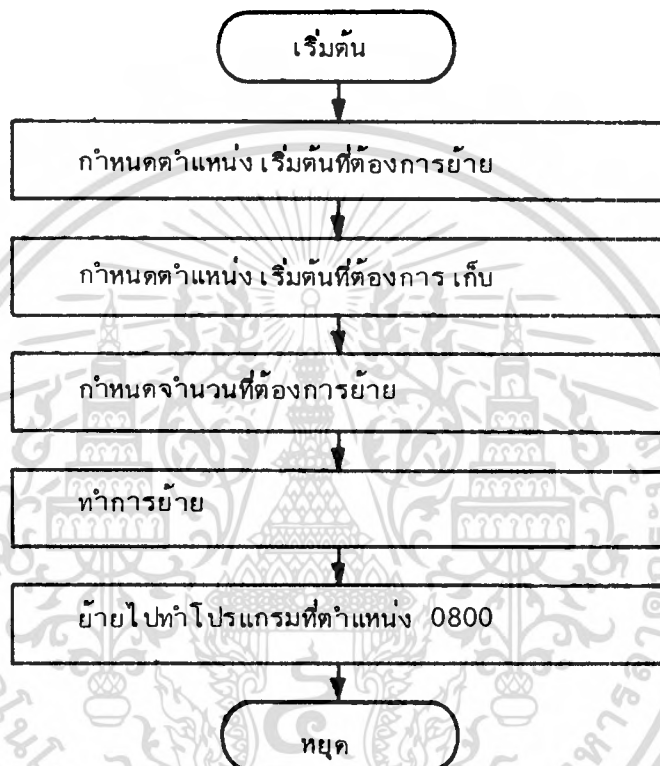 เริ่มต้น
กำหนดตำแหน่งเริ่มต้นที่ต้องการย้าย
กำหนดตำแหน่งเริ่มต้นที่ต้องการเก็บ
กำหนดจำนวนที่ต้องการย้าย
ทำการย้าย
ย้ายไปทำโปรแกรมที่ตำแหน่ง 0800
หยุด